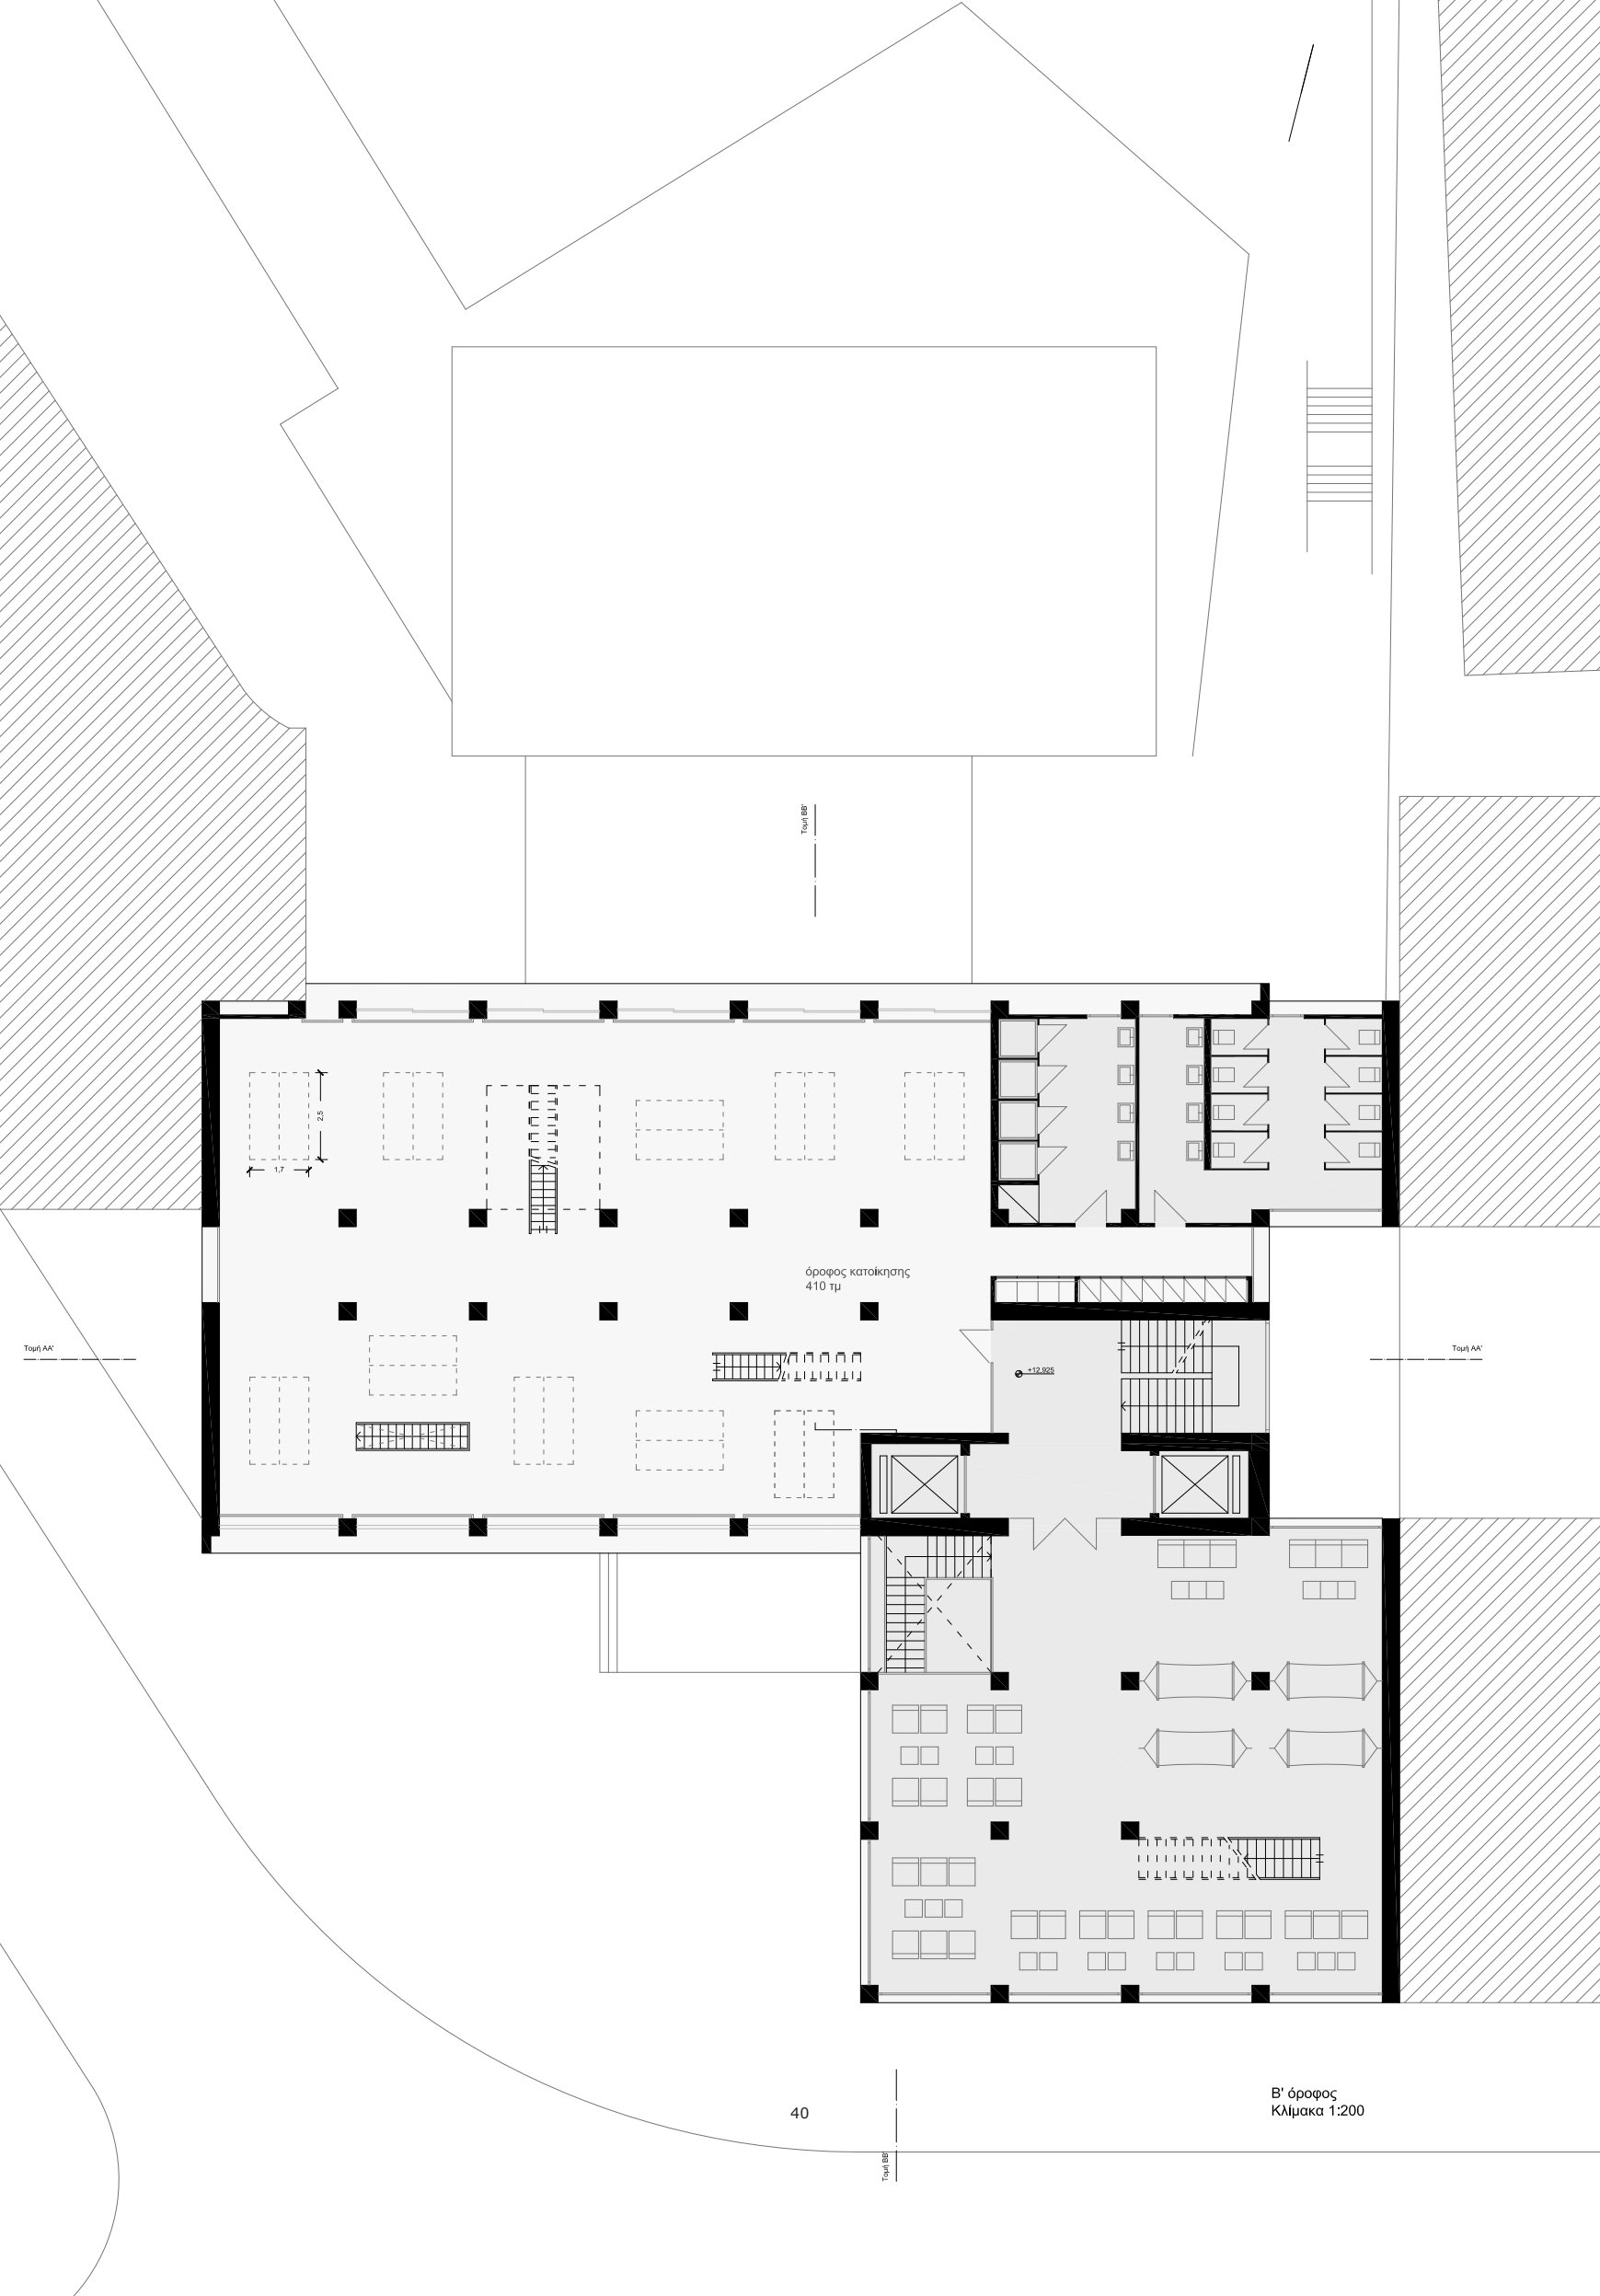 Τομή ΒΒ'
2,5
1,7
όροφος κατοίκησης
410 τμ
Τομή ΑΑ'
Τομή ΑΑ'
+12,925
Β' όροφος
Κλίμακα 1:200
40
Τομή ΒΒ'